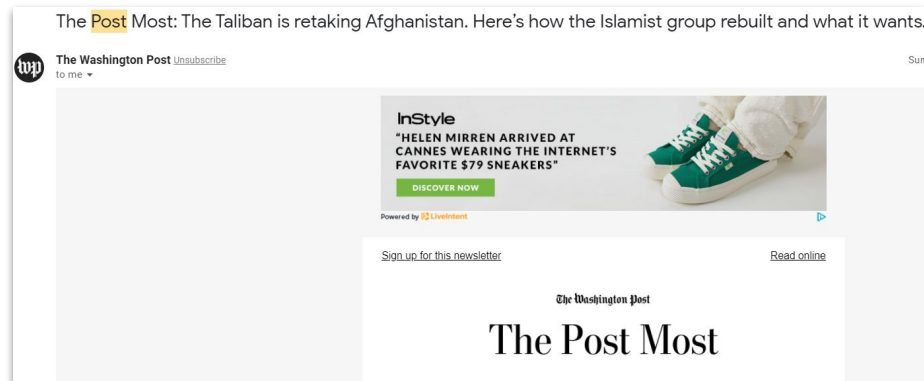 The Post Most: The Taliban is retaking Afghanistan. Here’s how the Islamist group rebuilt and what it wants.
wp
The Washington Post Unsubscribe
to me
InStyle
“HELEN MIRREN ARRIVED AT
CANNES WEARING THE INTERNET’S
FAVORITE $79 SNEAKERS”
DISCOVER NOW
Powered by LiveIntent
Sign up for this newsletter Read online
The Washington Post
The Post Most